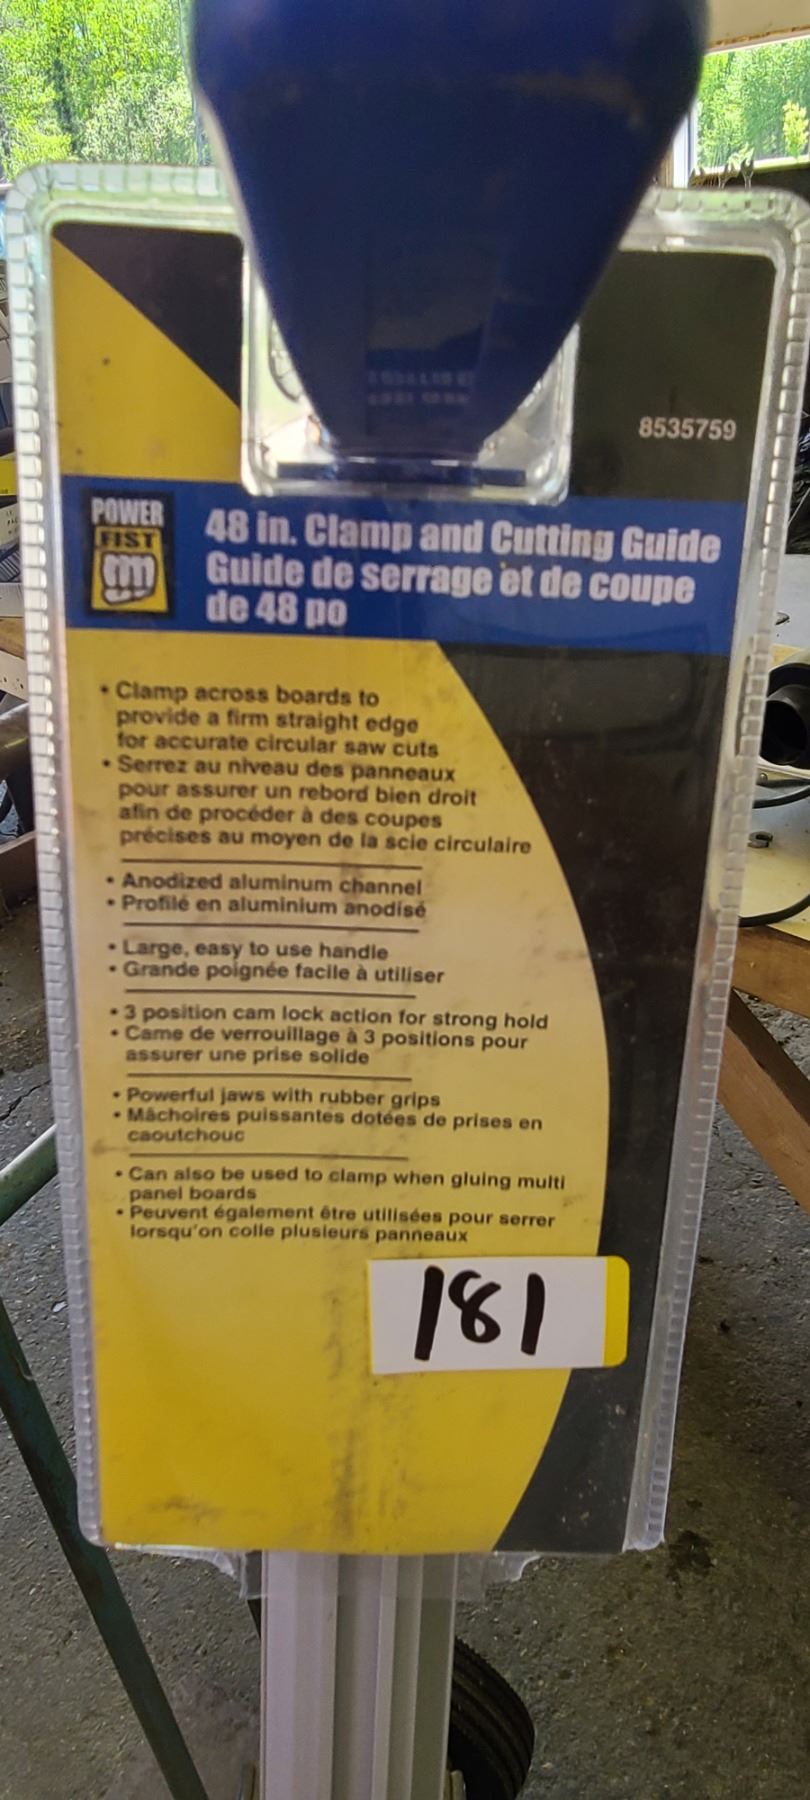 8535759
POWER
FIST
48 in. Clamp and Cutting Guide
Guide de serrage et de coupe
de 48 po
• Clamp across boards to
provide a firm straight edge
for accurate circular saw cuts
• Serrez au niveau des panneaux
pour assurer un rebord bien droit
afin de procéder à des coupes
précises au moyen de la scie circulaire
• Anodized aluminum channel
• Profilé en aluminium anodisé
• Large, easy to use handle
• Grande poignée facile à utiliser
• 3 position cam lock action for strong hold
• Came de verrouillage à 3 positions pour
assurer une prise solide
• Powerful jaws with rubber grips
• Mâchoires puissantes dotées de prises en
caoutchouc
• Can also be used to clamp when gluing multi
panel boards
• Peuvent également être utilisées pour serrer
lorsqu'on colle plusieurs panneaux
181